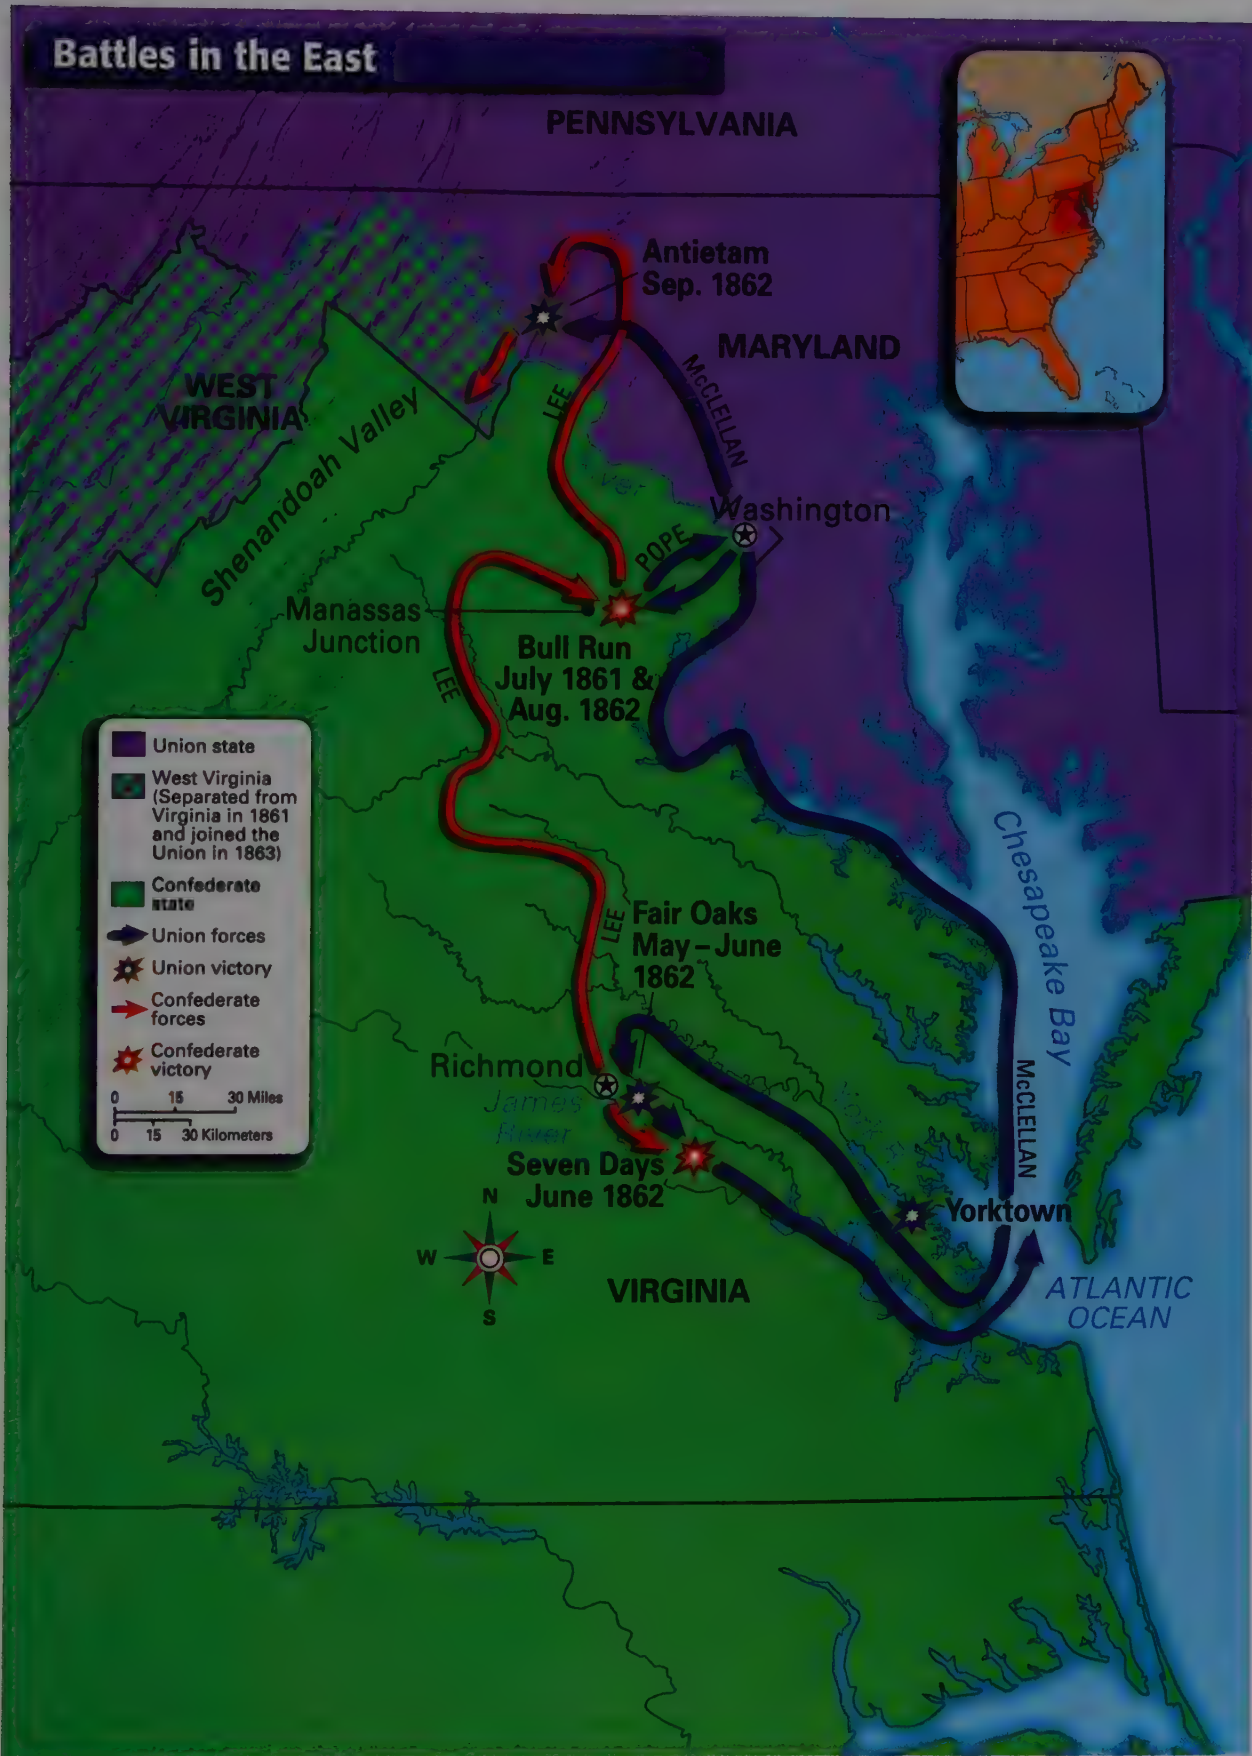 Battles in the East
PENNSYLVANIA
Antietam
Sep. 1862
MARYLAND
McCLELLAN
WEST
VIRGINIA
LEE
Shenandoah Valley
Washington
POPE
Manassas
Junction
Bull Run
July 1861 &
Aug. 1862
LEE
Union state
West Virginia
(Separated from
Virginia in 1861
and joined the
Union in 1863)
Confederate
state
Union forces
Union victory
Confederate
forces
Confederate
victory
0 15 30 Miles
0 15 30 Kilometers
Chesapeake Bay
LEE
Fair Oaks
May – June
1862
Richmond
James
River
York
McCLELLAN
Seven Days
June 1862
Yorktown
N
W E
S
VIRGINIA
ATLANTIC
OCEAN